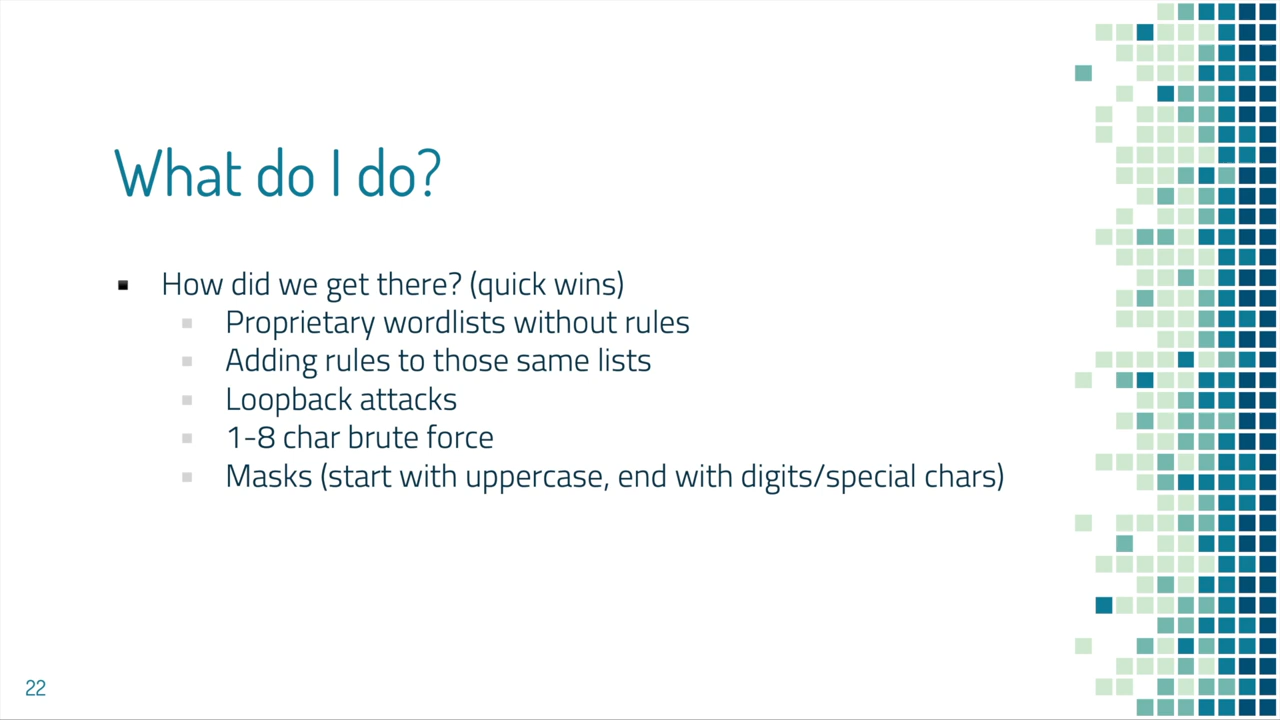 What do I do?
How did we get there? (quick wins)
Proprietary wordlists without rules
Adding rules to those same lists
Loopback attacks
1-8 char brute force
Masks (start with uppercase, end with digits/special chars)
22